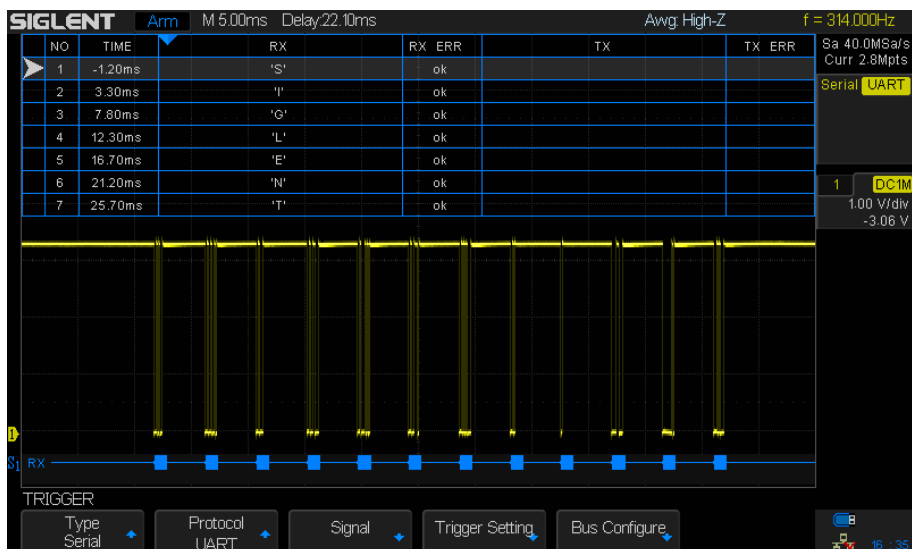 SIGLENT Arm M 5.00ms Delay:22.10ms Awg: High-Z f = 314.000Hz
NO TIME RX RX ERR TX TX ERR
Sa 40.0MSa/s
Curr 2.8Mpts
1 -1.20ms 'S' ok
Serial UART
2 3.30ms 'I' ok
3 7.80ms 'G' ok
4 12.30ms 'L' ok
5 16.70ms 'E' ok
6 21.20ms 'N' ok
1 DC1M
7 25.70ms 'T' ok
1.00 V/div
-3.06 V
1
S1 RX
TRIGGER
Type
Serial
Protocol
UART
Signal
Trigger Setting
Bus Configure
16 : 35